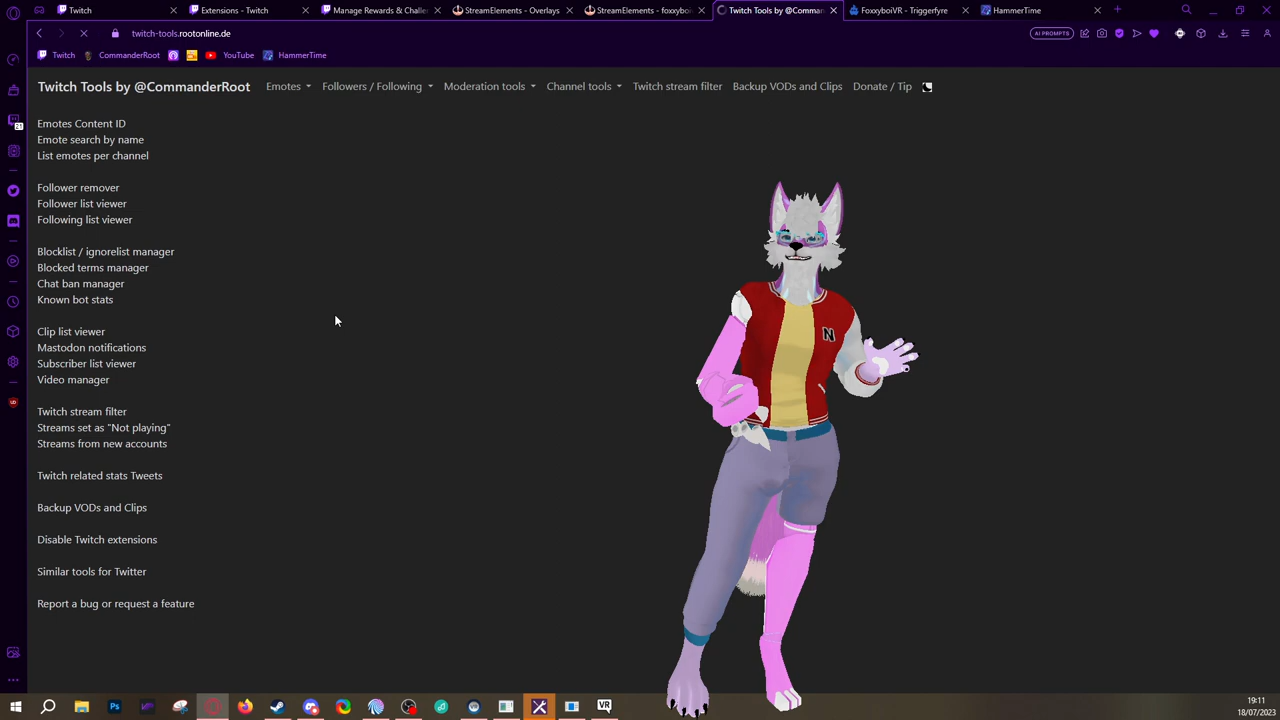 Twitch
Extensions - Twitch
Manage Rewards & Challe
StreamElements - Overlays
StreamElements - foxxyboi
Twitch Tools by @Comman
FoxxyboiVR - Triggerfyre
HammerTime
twitch-tools.rootonline.de
AI PROMPTS
Twitch
CommanderRoot
YouTube
HammerTime
Twitch Tools by @CommanderRoot
Emotes
Followers / Following
Moderation tools
Channel tools
Twitch stream filter
Backup VODs and Clips
Donate / Tip
Emotes Content ID
Emote search by name
List emotes per channel
Follower remover
Follower list viewer
Following list viewer
Blocklist / ignorelist manager
Blocked terms manager
Chat ban manager
Known bot stats
Clip list viewer
Mastodon notifications
Subscriber list viewer
Video manager
Twitch stream filter
Streams set as "Not playing"
Streams from new accounts
Twitch related stats Tweets
Backup VODs and Clips
Disable Twitch extensions
Similar tools for Twitter
Report a bug or request a feature
N
Ps
VR
19:11
18/07/2023